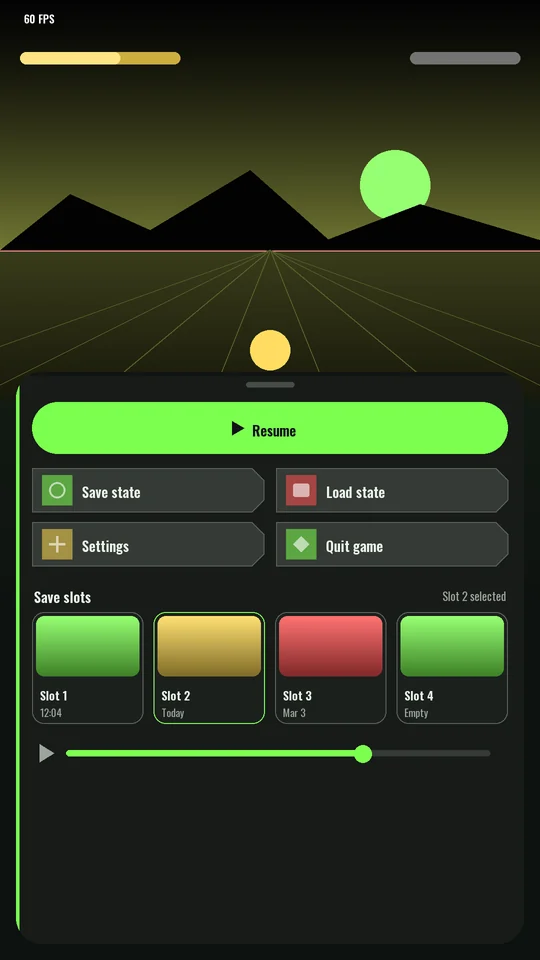 60 FPS
Resume
Save state
Load state
Settings
Quit game
Save slots
Slot 2 selected
Slot 1
12:04
Slot 2
Today
Slot 3
Mar 3
Slot 4
Empty